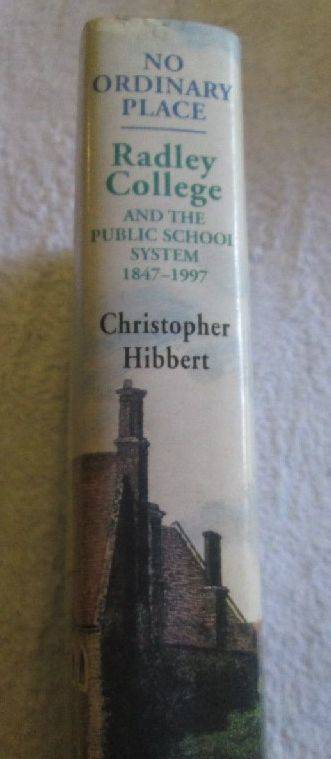 NO
ORDINARY
PLACE
Radley
College
AND THE
PUBLIC SCHOOL
SYSTEM
1847–1997
Christopher
Hibbert